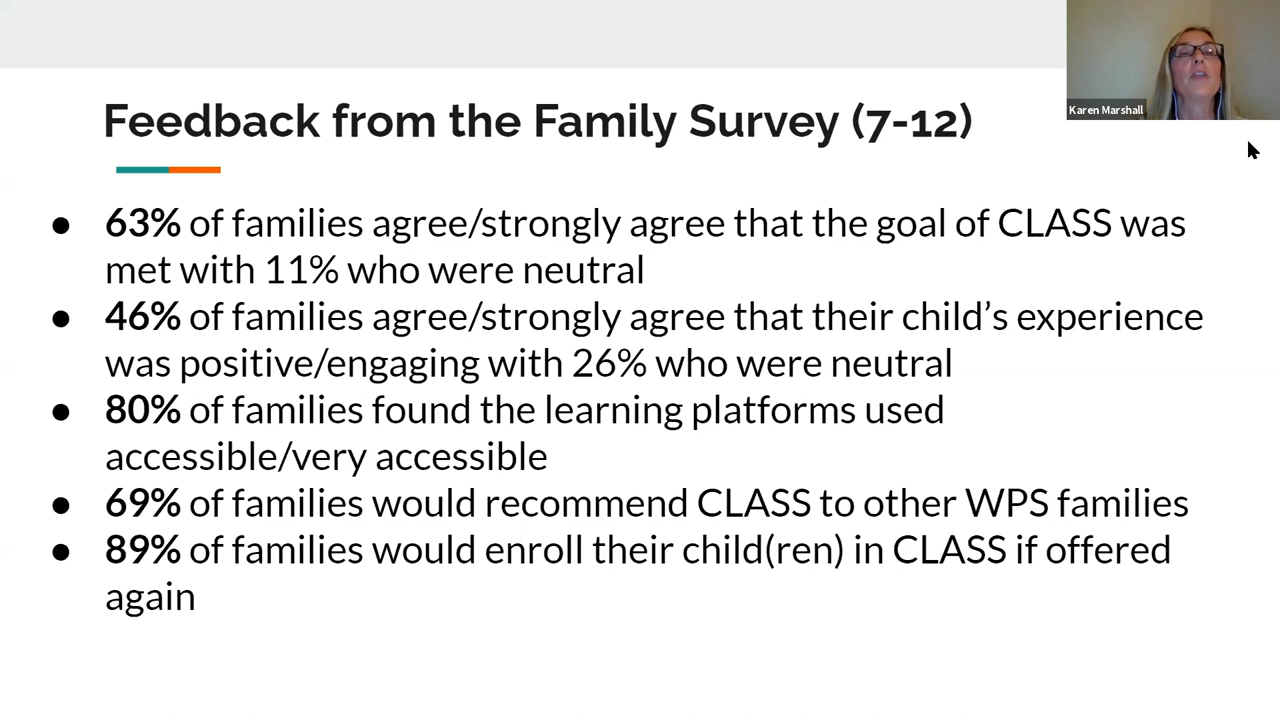 Karen Marshall
Feedback from the Family Survey (7-12)
● 63% of families agree/strongly agree that the goal of CLASS was
met with 11% who were neutral
● 46% of families agree/strongly agree that their child’s experience
was positive/engaging with 26% who were neutral
● 80% of families found the learning platforms used
accessible/very accessible
● 69% of families would recommend CLASS to other WPS families
● 89% of families would enroll their child(ren) in CLASS if offered
again